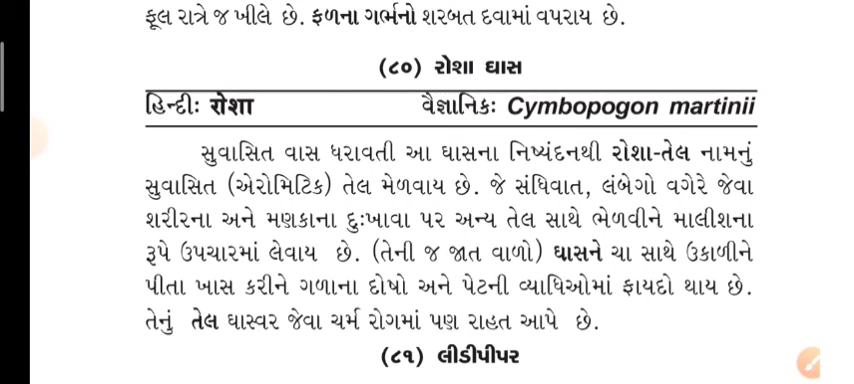 ફૂલ રાત્રે જ ખીલે છે. ફળના ગર્ભનો શરબત દવામાં વપરાય છે.
(૮૦) રોશા ઘાસ
હિન્દીઃ રોશા વૈજ્ઞાનિકઃ Cymbopogon martinii
સુવાસિત વાસ ધરાવતી આ ઘાસના નિષ્યંદનથી રોશા-તેલ નામનું
સુવાસિત (એરોમિટિક) તેલ મેળવાય છે. જે સંધિવાત, લંબેગો વગેરે જેવા
શરીરના અને મણકાના દુઃખાવા પર અન્ય તેલ સાથે ભેળવીને માલીશના
રૂપે ઉપચારમાં લેવાય છે. (તેની જ જાત વાળો) ઘાસને ચા સાથે ઉકાળીને
પીતા ખાસ કરીને ગળાના દોષો અને પેટની વ્યાધિઓમાં ફાયદો થાય છે.
તેનું તેલ ઘાસ્વર જેવા ચર્મ રોગમાં પણ રાહત આપે છે.
(૮૧) લીડીપીપર